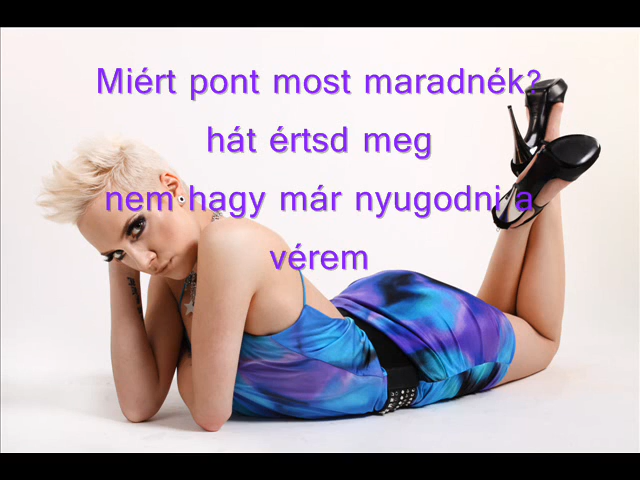 Miért pont most maradnék?
hát értsd meg
nem hagy már nyugodni a
vérem